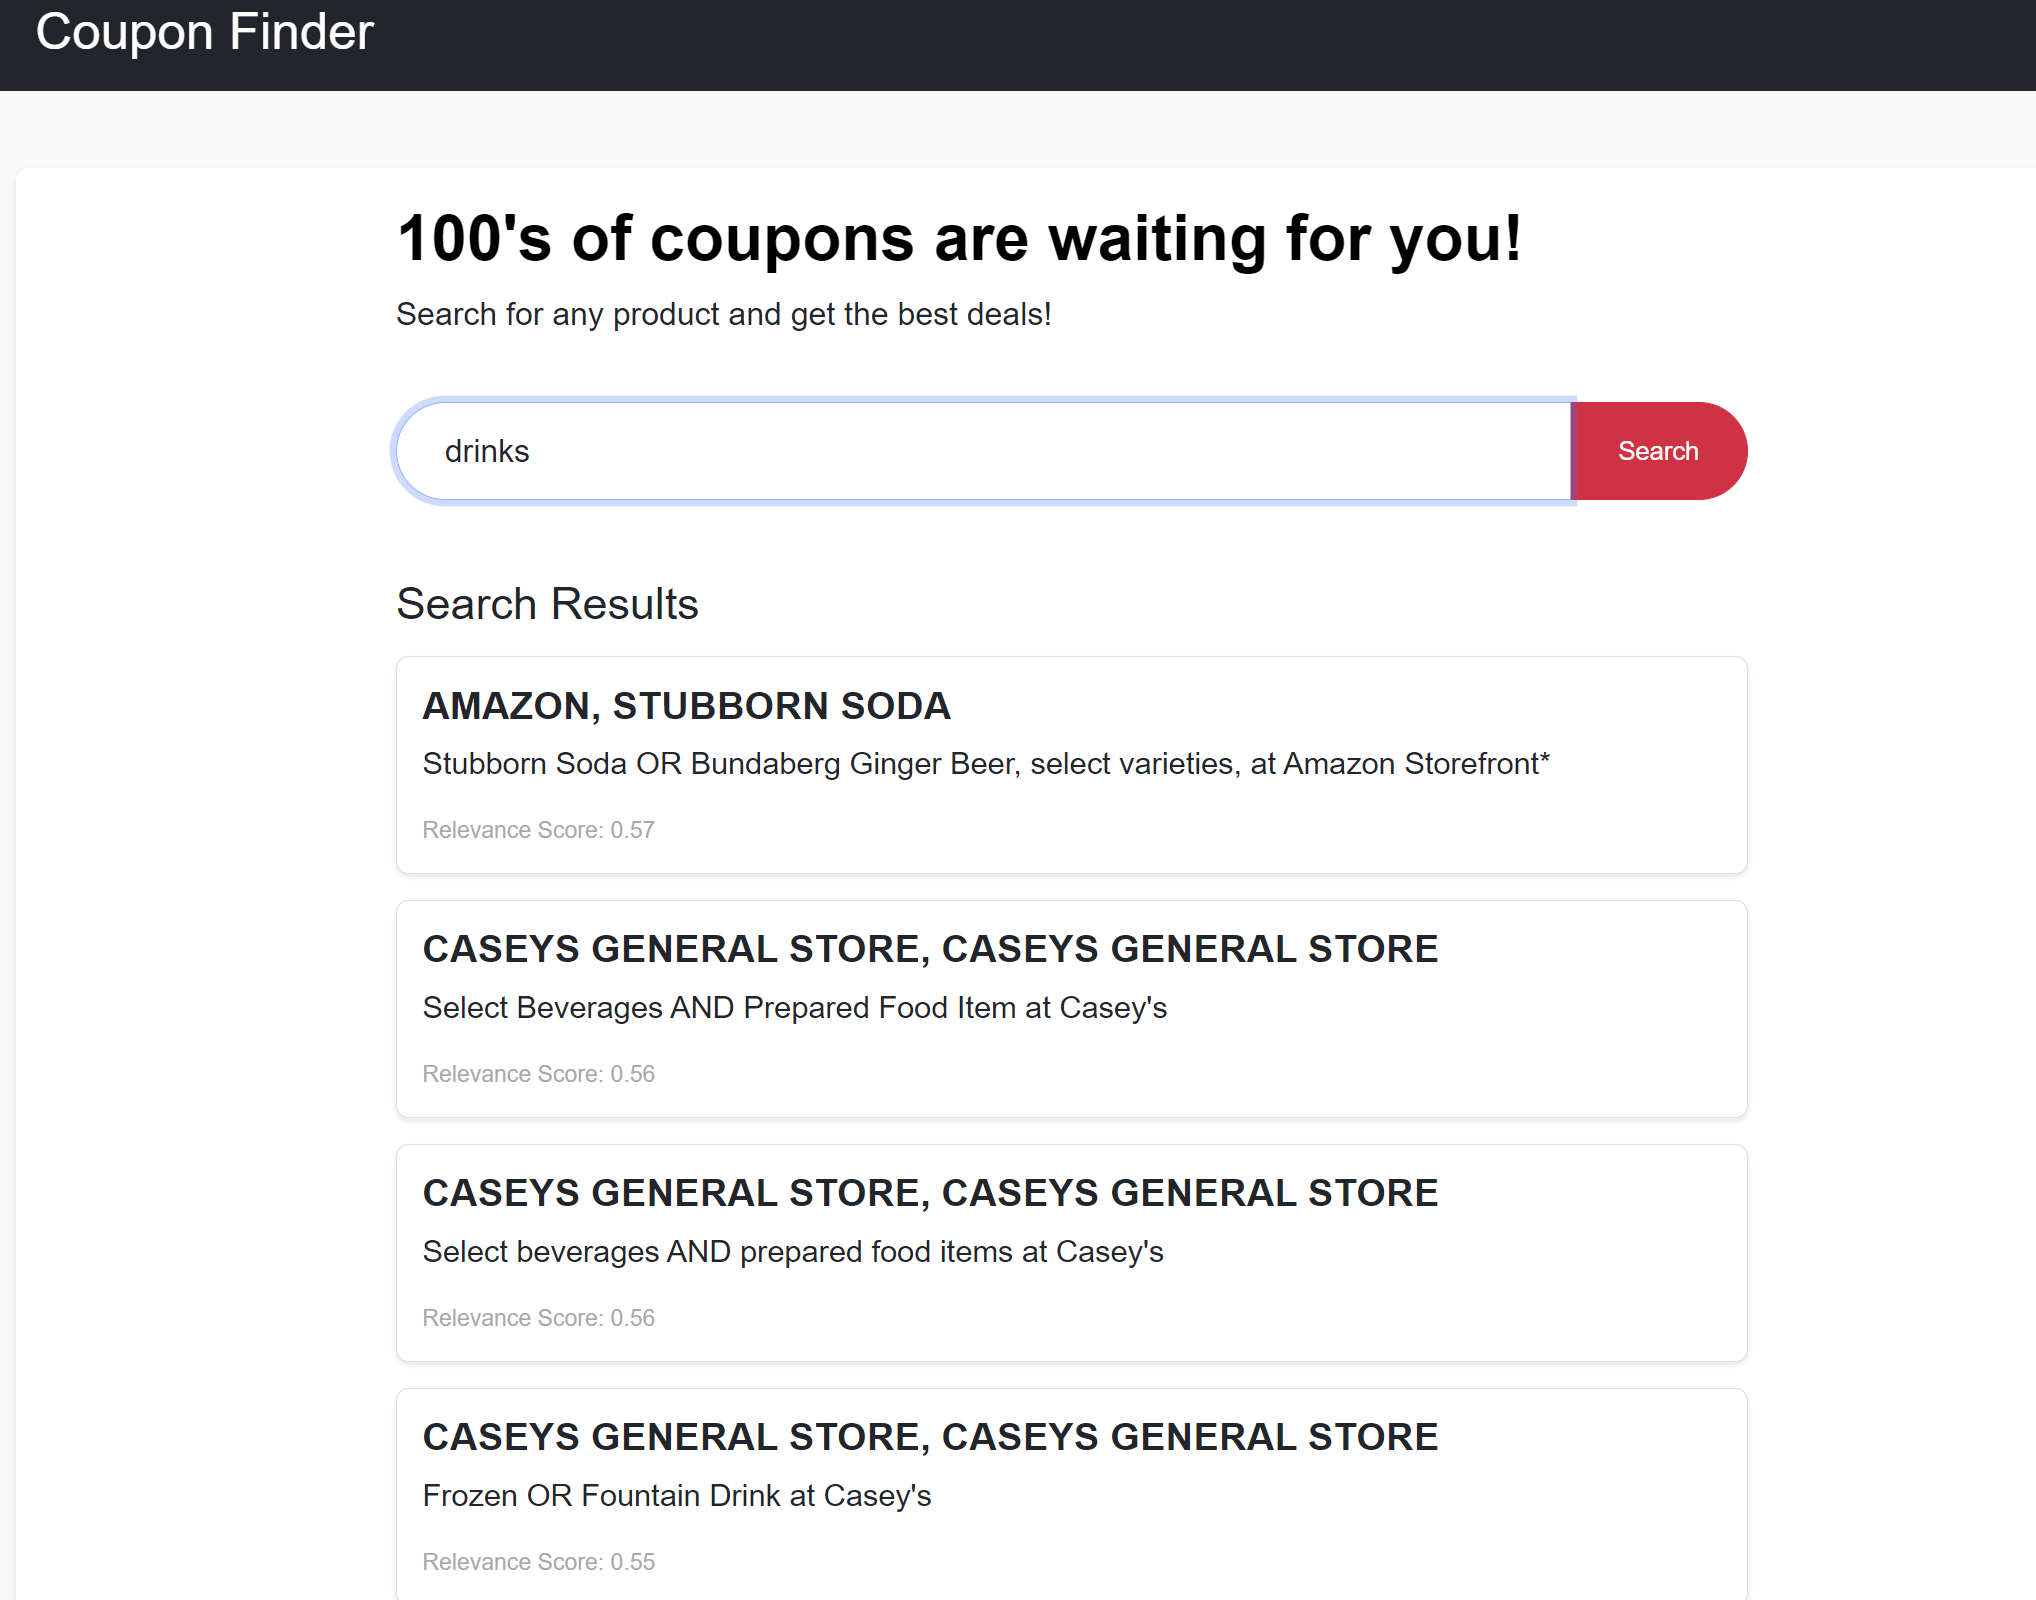 Coupon Finder
100's of coupons are waiting for you!
Search for any product and get the best deals!
drinks
Search
Search Results
AMAZON, STUBBORN SODA
Stubborn Soda OR Bundaberg Ginger Beer, select varieties, at Amazon Storefront*
Relevance Score: 0.57
CASEYS GENERAL STORE, CASEYS GENERAL STORE
Select Beverages AND Prepared Food Item at Casey's
Relevance Score: 0.56
CASEYS GENERAL STORE, CASEYS GENERAL STORE
Select beverages AND prepared food items at Casey's
Relevance Score: 0.56
CASEYS GENERAL STORE, CASEYS GENERAL STORE
Frozen OR Fountain Drink at Casey's
Relevance Score: 0.55